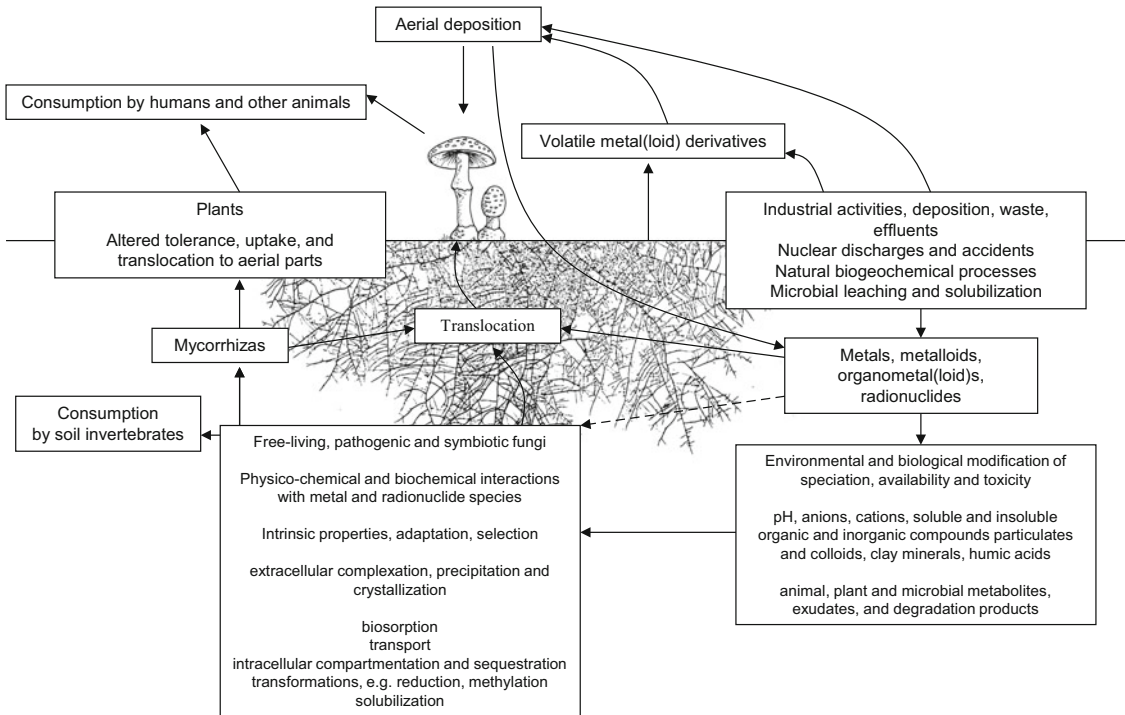 Aerial deposition
Consumption by humans and other animals
Volatile metal(loid) derivatives
Plants
Altered tolerance, uptake, and
translocation to aerial parts
Industrial activities, deposition, waste,
effluents
Nuclear discharges and accidents
Natural biogeochemical processes
Microbial leaching and solubilization
Translocation
Mycorrhizas
Metals, metalloids,
organometal(loid)s,
radionuclides
Consumption
by soil invertebrates
Free-living, pathogenic and symbiotic fungi
Physico-chemical and biochemical interactions
with metal and radionuclide species
Intrinsic properties, adaptation, selection
extracellular complexation, precipitation and
crystallization
biosorption
transport
intracellular compartmentation and sequestration
transformations, e.g. reduction, methylation
solubilization
Environmental and biological modification of
speciation, availability and toxicity
pH, anions, cations, soluble and insoluble
organic and inorganic compounds particulates
and colloids, clay minerals, humic acids
animal, plant and microbial metabolites,
exudates, and degradation products